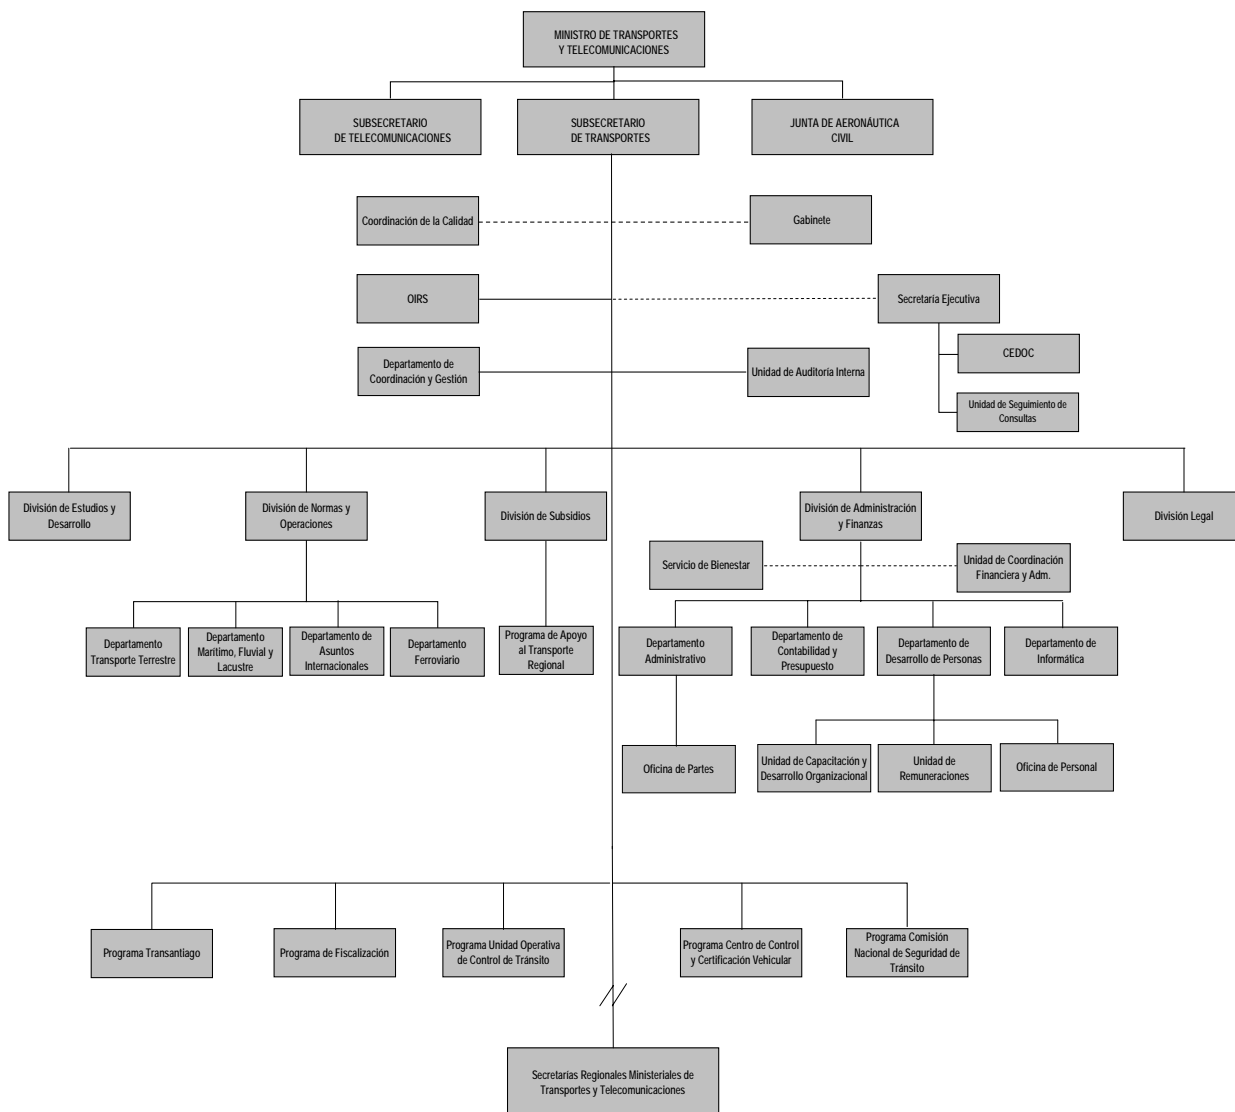 MINISTRO DE TRANSPORTES
Y TELECOMUNICACIONES
SUBSECRETARIO
DE TELECOMUNICACIONES
SUBSECRETARIO
DE TRANSPORTES
JUNTA DE AERONÁUTICA
CIVIL
Coordinación de la Calidad
Gabinete
OIRS
Secretaría Ejecutiva
CEDOC
Departamento de
Coordinación y Gestión
Unidad de Auditoría Interna
Unidad de Seguimiento de
Consultas
División de Estudios y
Desarrollo
División de Normas y
Operaciones
División de Subsidios
División de Administración
y Finanzas
División Legal
Servicio de Bienestar
Unidad de Coordinación
Financiera y Adm.
Departamento
Transporte Terrestre
Departamento
Marítimo, Fluvial y
Lacustre
Departamento de
Asuntos
Internacionales
Departamento
Ferroviario
Programa de Apoyo
al Transporte
Regional
Departamento
Administrativo
Departamento de
Contabilidad y
Presupuesto
Departamento de
Desarrollo de Personas
Departamento de
Informática
Oficina de Partes
Unidad de Capacitación y
Desarrollo Organizacional
Unidad de
Remuneraciones
Oficina de Personal
Programa Transantiago
Programa de Fiscalización
Programa Unidad Operativa
de Control de Tránsito
Programa Centro de Control
y Certificación Vehicular
Programa Comisión
Nacional de Seguridad de
Tránsito
Secretarías Regionales Ministeriales de
Transportes y Telecomunicaciones